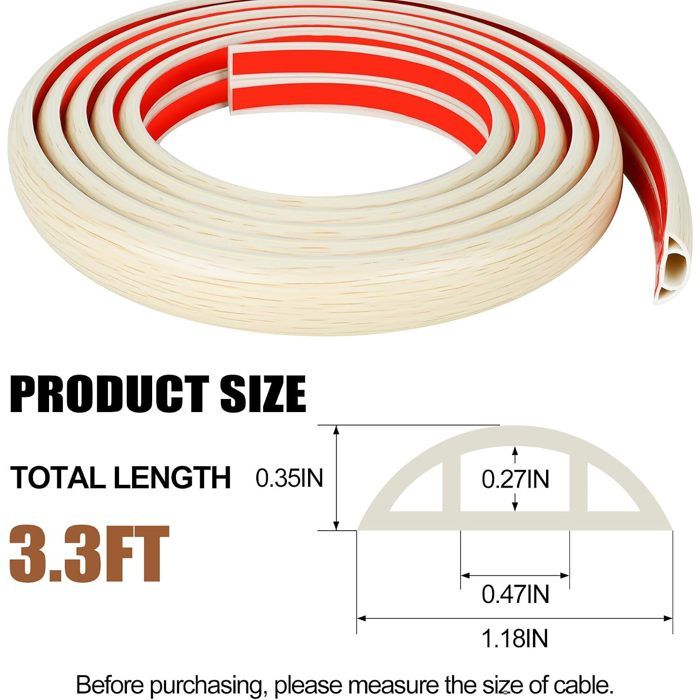 PRODUCT SIZE
TOTAL LENGTH
3.3FT
0.35IN
0.27IN
0.47IN
1.18IN
Before purchasing, please measure the size of cable.